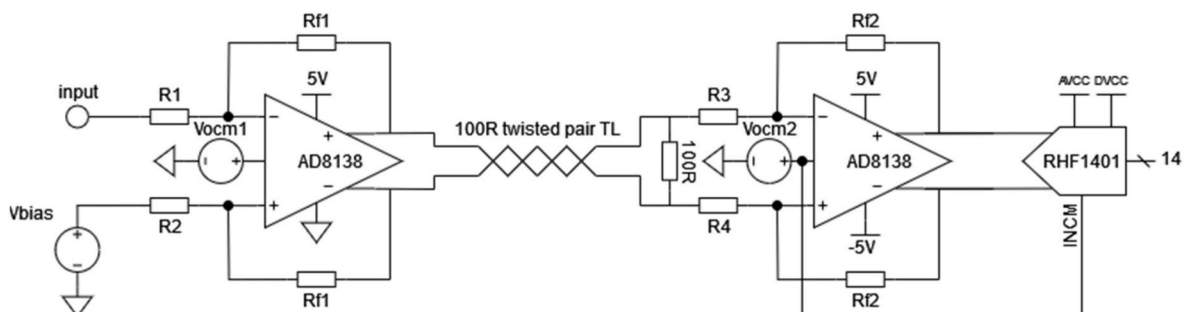 Rf1
Rf2
5V
5V
AVCC DVCC
input
R1
R3
Vocm1
100R twisted pair TL
Vocm2
-
+
-
+
- +
AD8138
100R
- +
AD8138
RHF1401
14
+
-
+
-
Vbias
R2
R4
+
-
-5V
INCM
Rf1
Rf2